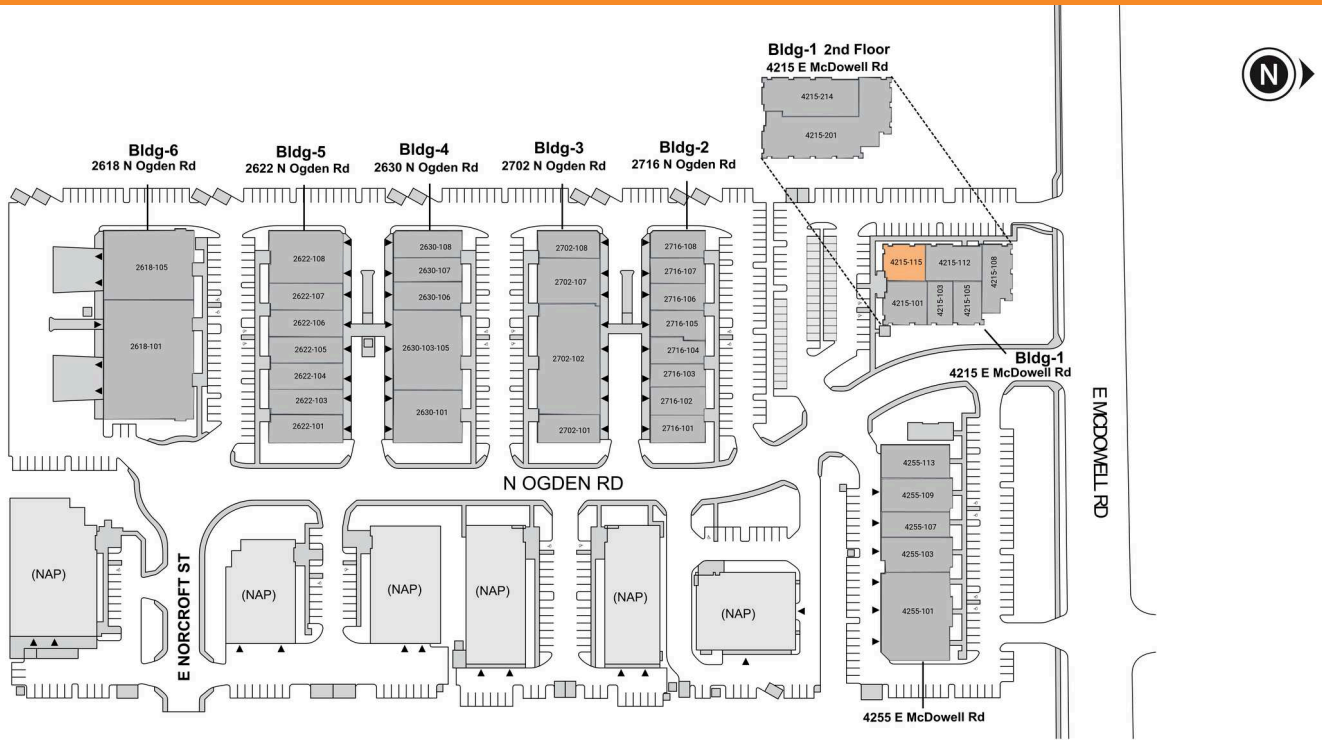 Bldg-1 2nd Floor
4215 E McDowell Rd
N
4215-214
4215-201
Bldg-6
2618 N Ogden Rd
Bldg-5
2622 N Ogden Rd
Bldg-4
2630 N Ogden Rd
Bldg-3
2702 N Ogden Rd
Bldg-2
2716 N Ogden Rd
2618-105
2618-101
2622-108
2622-107
2622-106
2622-105
2622-104
2622-103
2622-101
2630-108
2630-107
2630-106
2630-103-105
2630-101
2702-108
2702-107
2702-102
2702-101
2716-108
2716-107
2716-106
2716-105
2716-104
2716-103
2716-102
2716-101
4215-115
4215-112
4215-108
4215-101
4215-103
4215-105
Bldg-1
4215 E McDowell Rd
E MCDOWELL RD
N OGDEN RD
4255-113
4255-109
4255-107
4255-103
4255-101
4255 E McDowell Rd
E NORCROFT ST
(NAP)
(NAP)
(NAP)
(NAP)
(NAP)
(NAP)